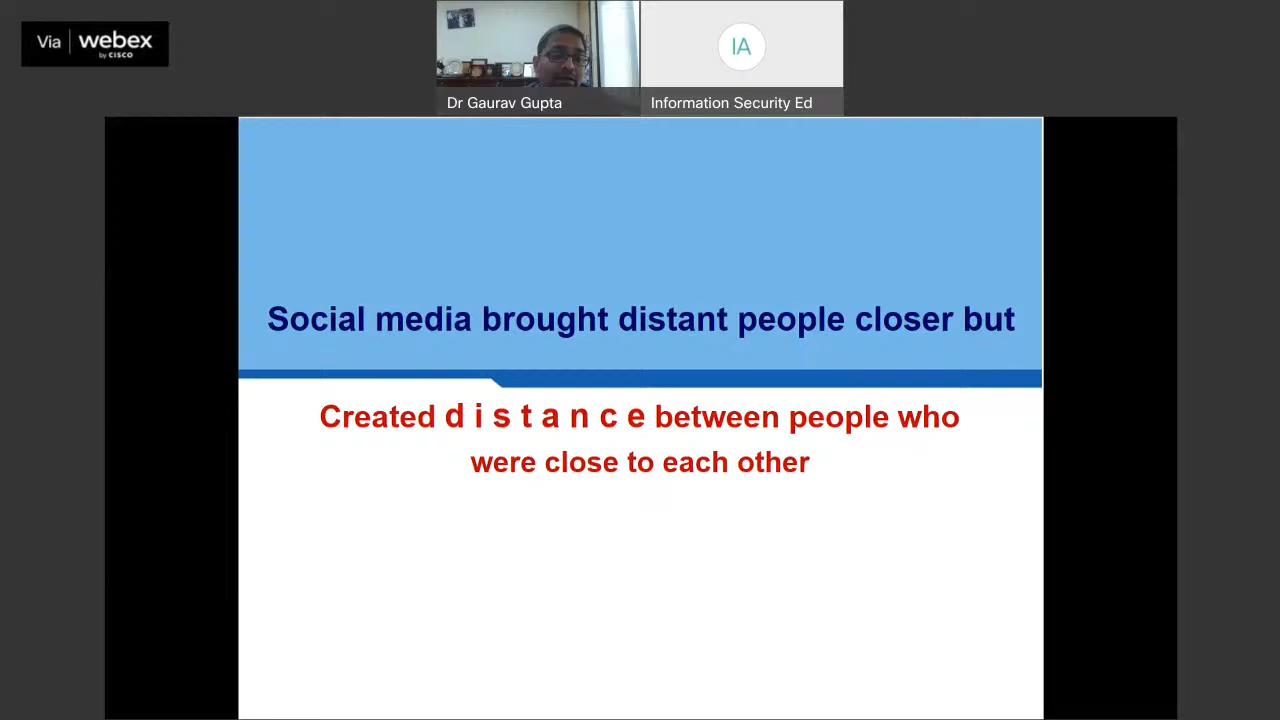 Via webex
by CISCO
IA
Dr Gaurav Gupta
Information Security Ed
Social media brought distant people closer but
Created d i s t a n c e between people who
were close to each other